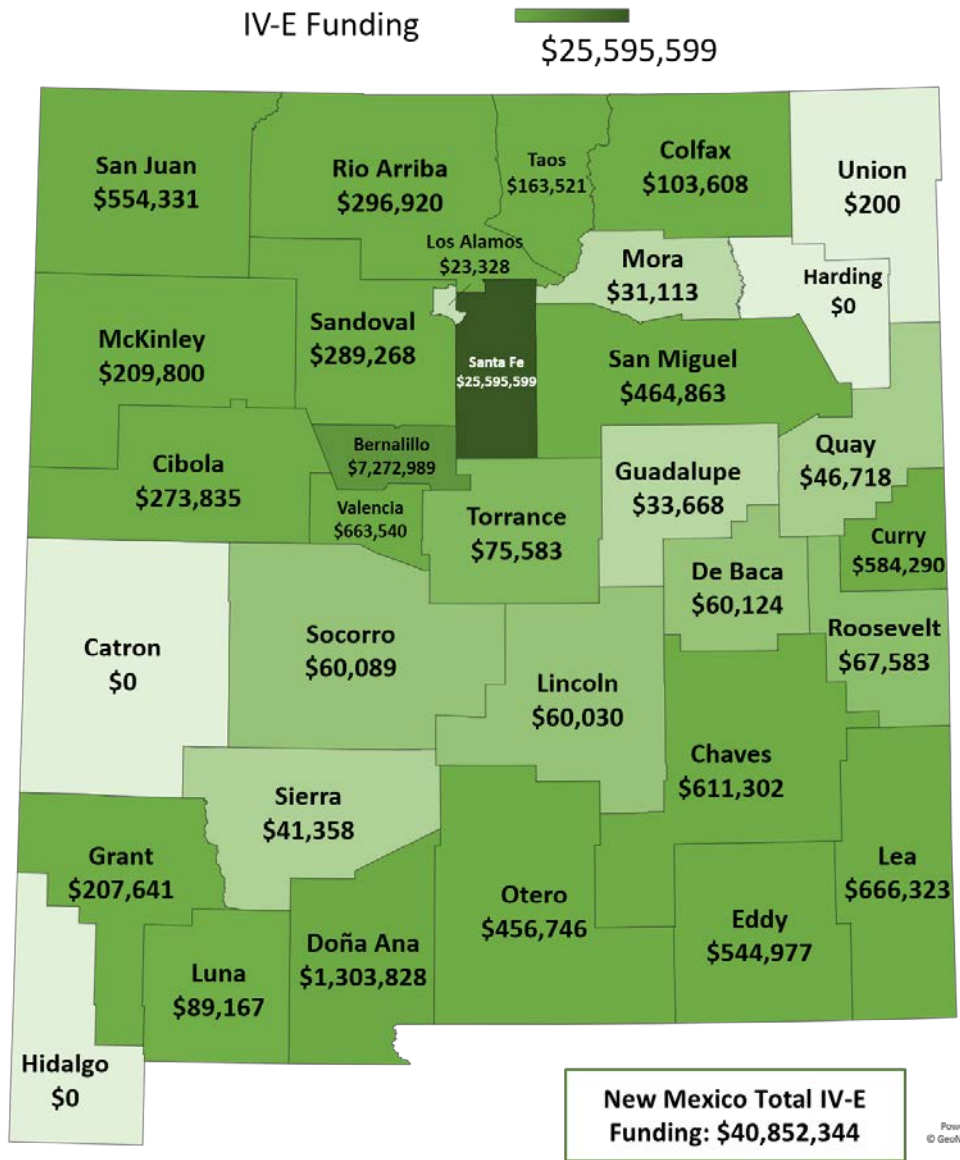 IV-E Funding
$25,595,599
San Juan
$554,331
Rio Arriba
$296,920
Taos
$163,521
Colfax
$103,608
Union
$200
Los Alamos
$23,328
Mora
$31,113
Harding
$0
McKinley
$209,800
Sandoval
$289,268
Santa Fe
$25,595,599
San Miguel
$464,863
Cibola
$273,835
Bernalillo
$7,272,989
Valencia
$663,540
Torrance
$75,583
Guadalupe
$33,668
Quay
$46,718
Curry
$584,290
De Baca
$60,124
Roosevelt
$67,583
Catron
$0
Socorro
$60,089
Lincoln
$60,030
Chaves
$611,302
Sierra
$41,358
Grant
$207,641
Luna
$89,167
Doña Ana
$1,303,828
Otero
$456,746
Eddy
$544,977
Lea
$666,323
Hidalgo
$0
New Mexico Total IV-E
Funding: $40,852,344
Pow
© GeoN